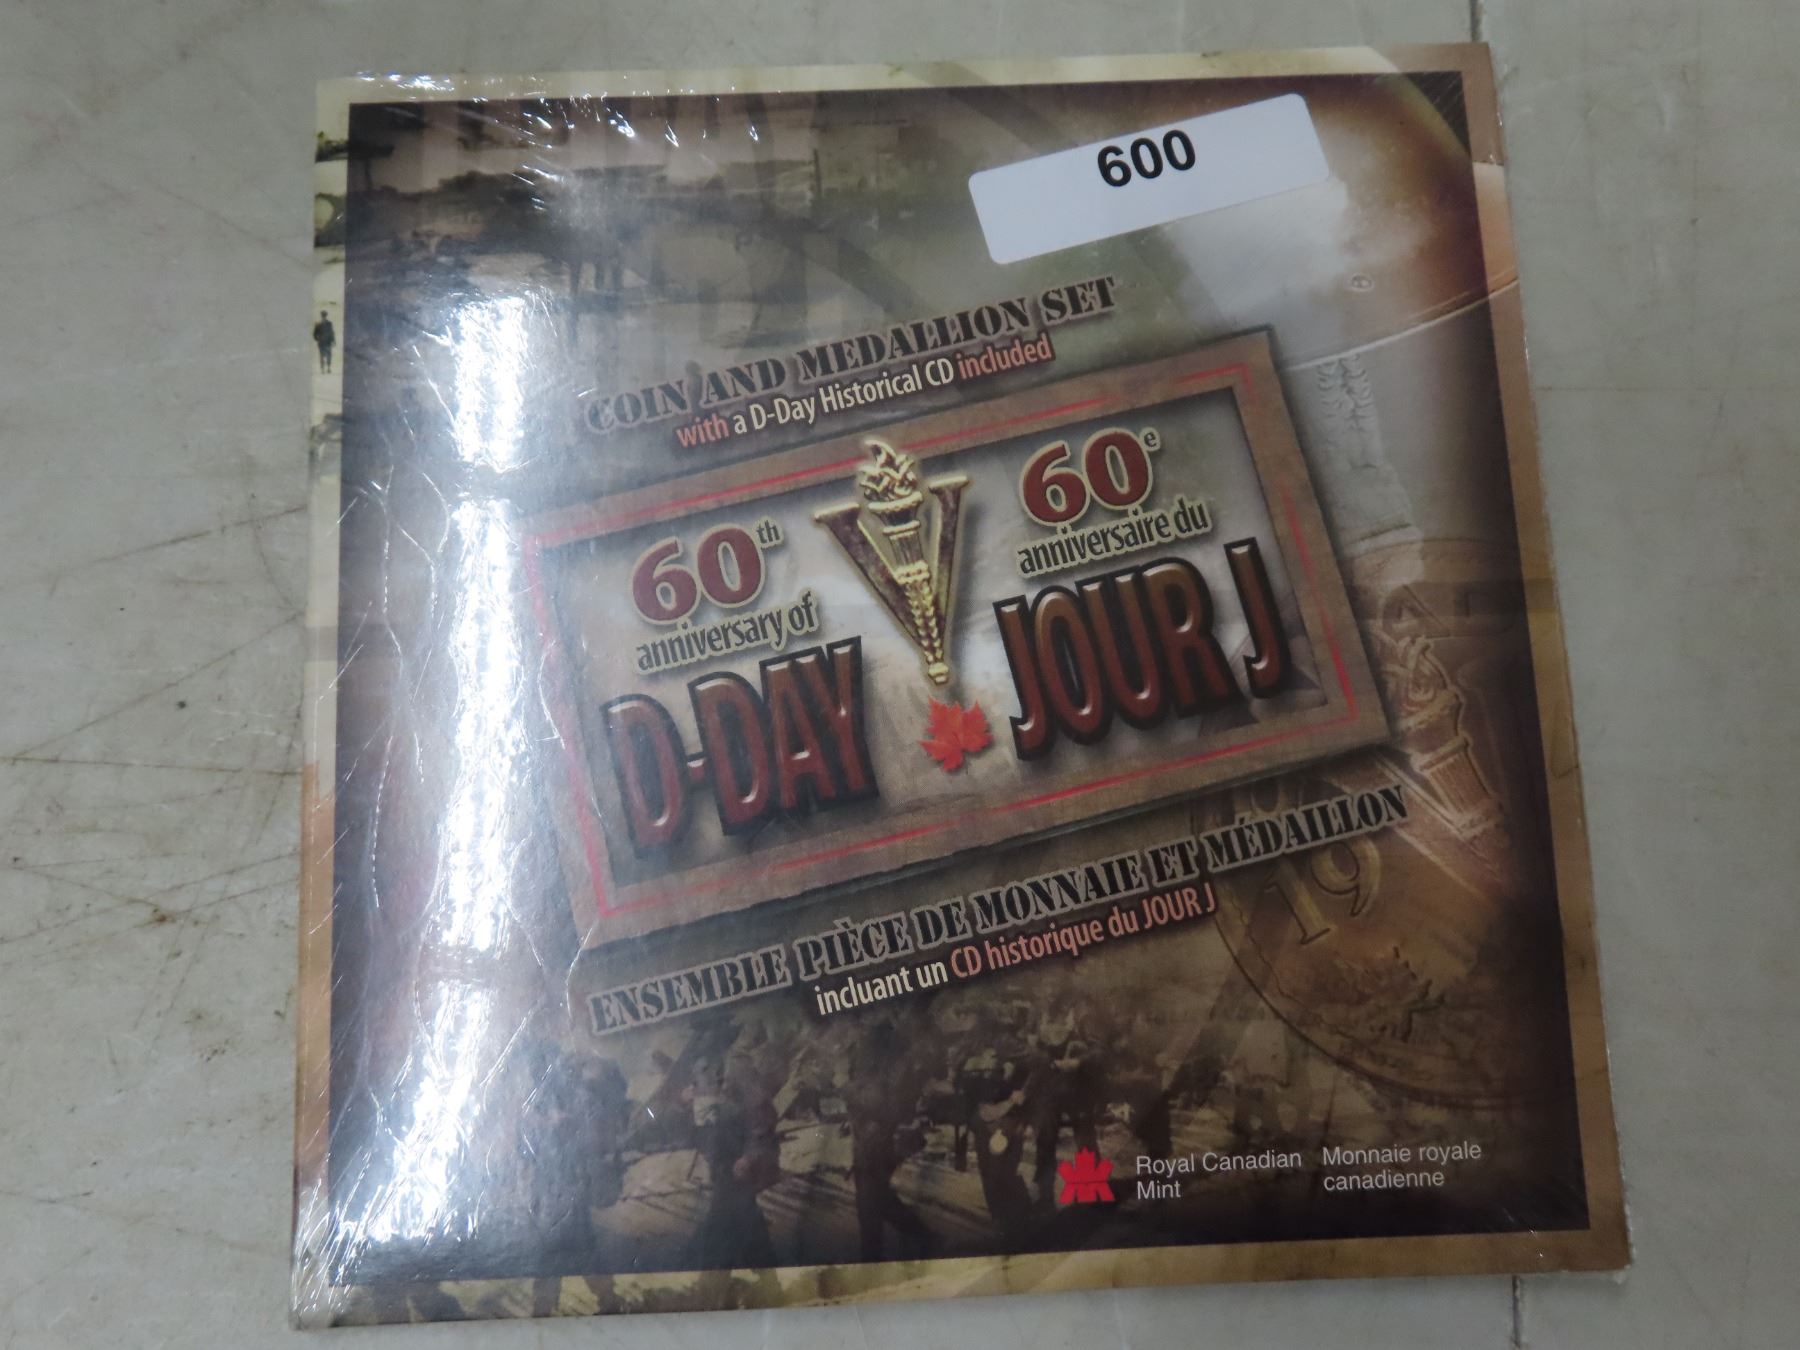 600
COIN AND MEDALLION SET
with a D-Day Historical CD included
60th
anniversary of
D-DAY
V
60e
anniversaire du
JOUR J
ENSEMBLE PIÈCE DE MONNAIE ET MÉDAILLON
incluant un CD historique du JOUR J
19
Royal Canadian
Mint
Monnaie royale
canadienne